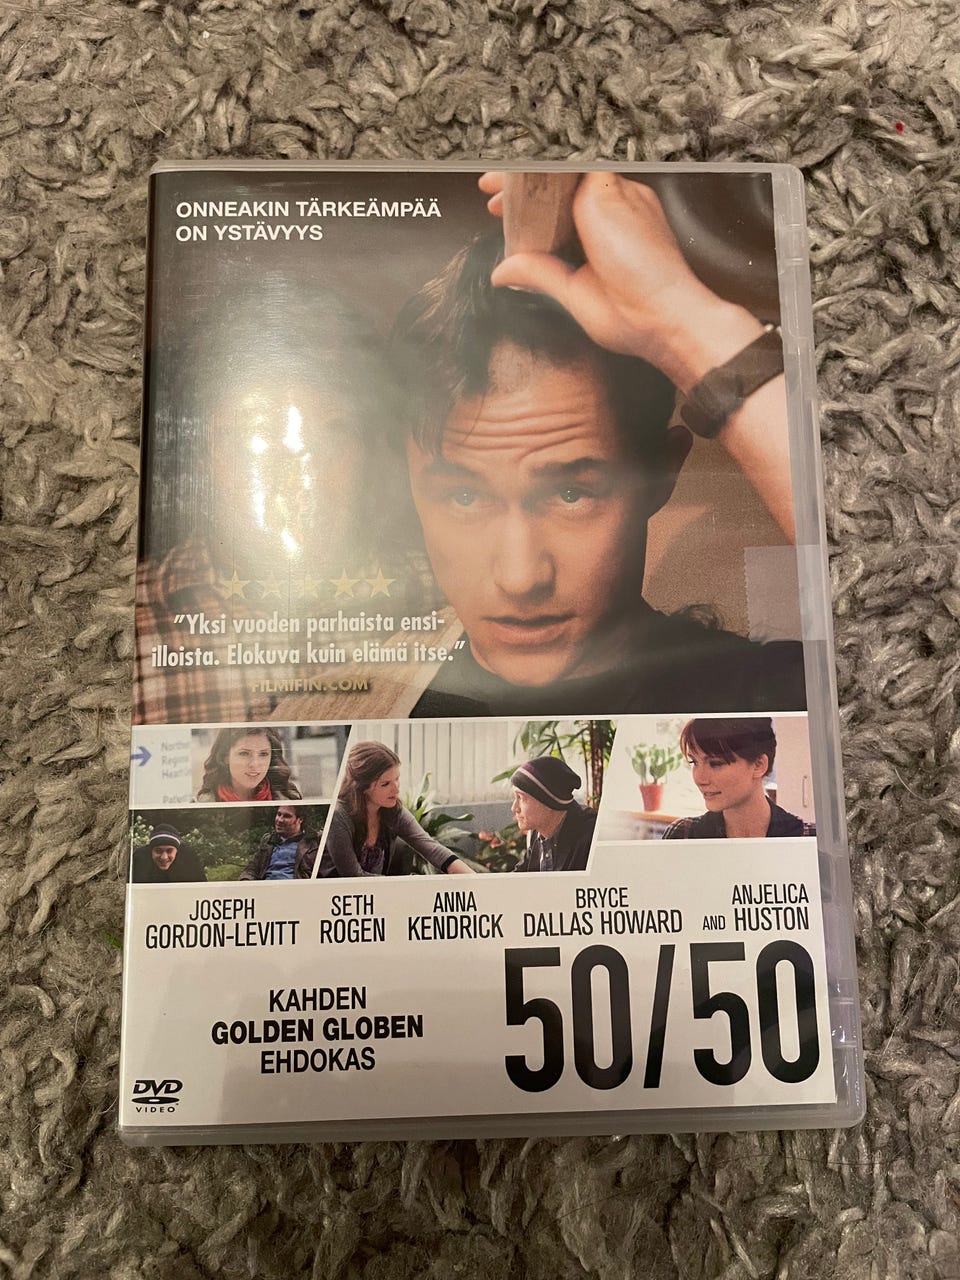 ONNEAKIN TÄRKEÄMPÄÄ
ON YSTÄVYYS
"Yksi vuoden parhaista ensi-
illoista. Elokuva kuin elämä itse."
FILMIFIN.COM
JOSEPH
GORDON-LEVITT
SETH
ROGEN
ANNA
KENDRICK
BRYCE
DALLAS HOWARD
AND
ANJELICA
HUSTON
KAHDEN
GOLDEN GLOBEN
EHDOKAS
50/50
DVD
VIDEO